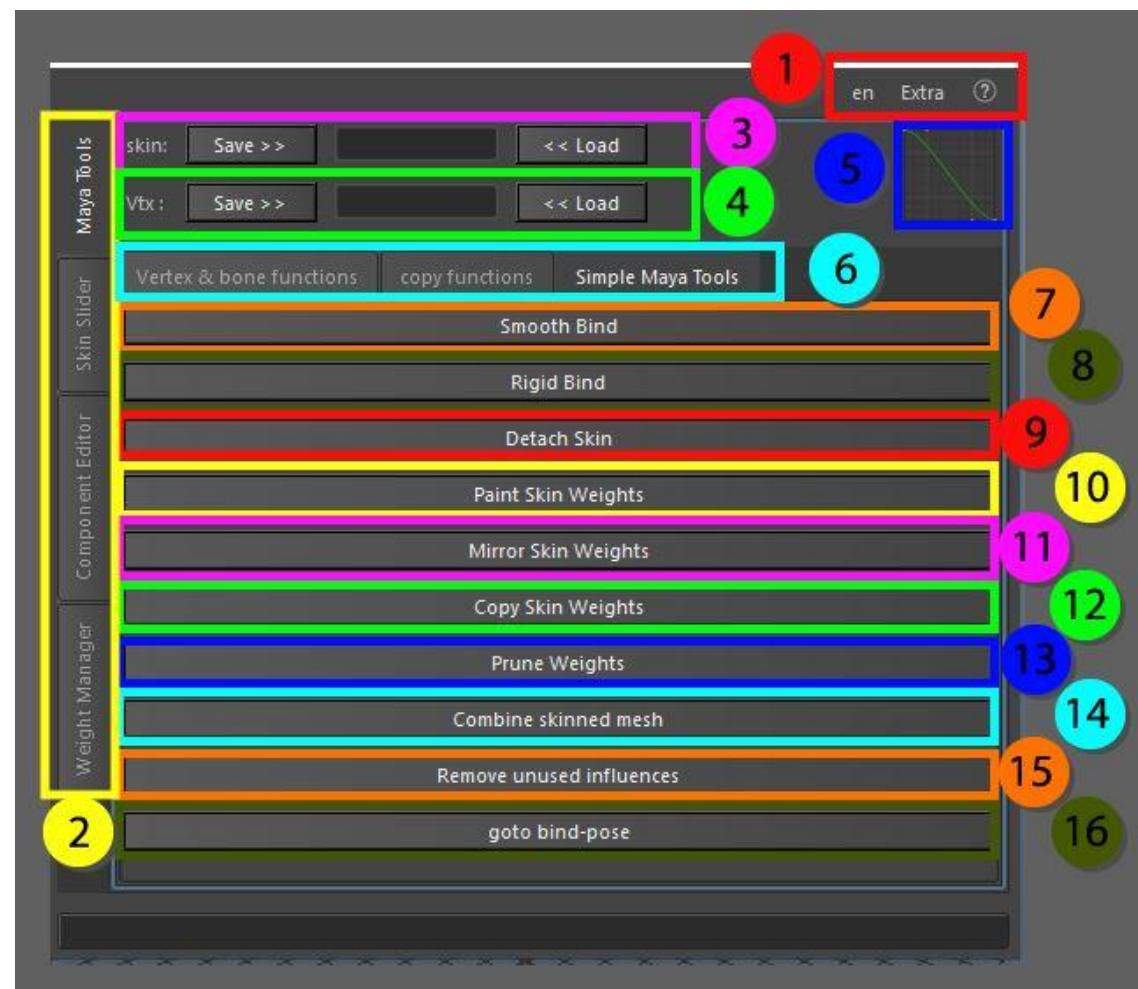 1
en Extra ?
skin: Save >> << Load 3
5
Vtx : Save >> << Load 4
Maya Tools
Skin Slider
Component Editor
Weight Manager
2
Vertex & bone functions copy functions Simple Maya Tools 6
Smooth Bind 7
Rigid Bind 8
Detach Skin 9
Paint Skin Weights 10
Mirror Skin Weights 11
Copy Skin Weights 12
Prune Weights 13
Combine skinned mesh 14
Remove unused influences 15
goto bind-pose 16